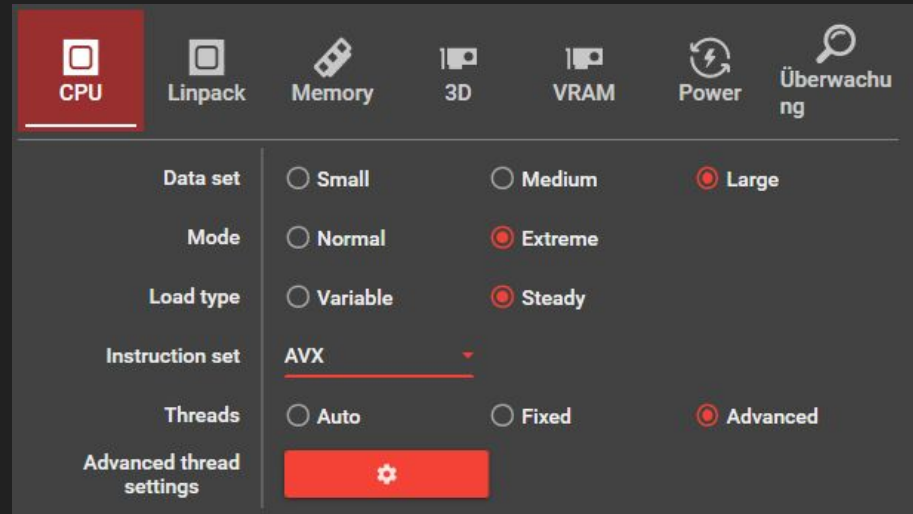 CPU
Linpack
Memory
3D
VRAM
Power
Überwachu
ng
Data set
Small
Medium
Large
Mode
Normal
Extreme
Load type
Variable
Steady
Instruction set
AVX
Threads
Auto
Fixed
Advanced
Advanced thread
settings